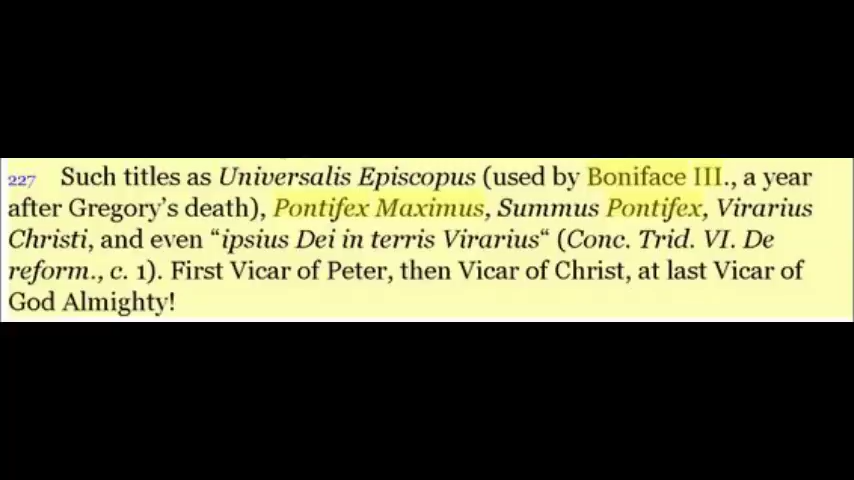 227 Such titles as Universalis Episcopus (used by Boniface III., a year
after Gregory's death), Pontifex Maximus, Summus Pontifex, Virarius
Christi, and even “ipsius Dei in terris Virarius“ (Conc. Trid. VI. De
reform., c. 1). First Vicar of Peter, then Vicar of Christ, at last Vicar of
God Almighty!